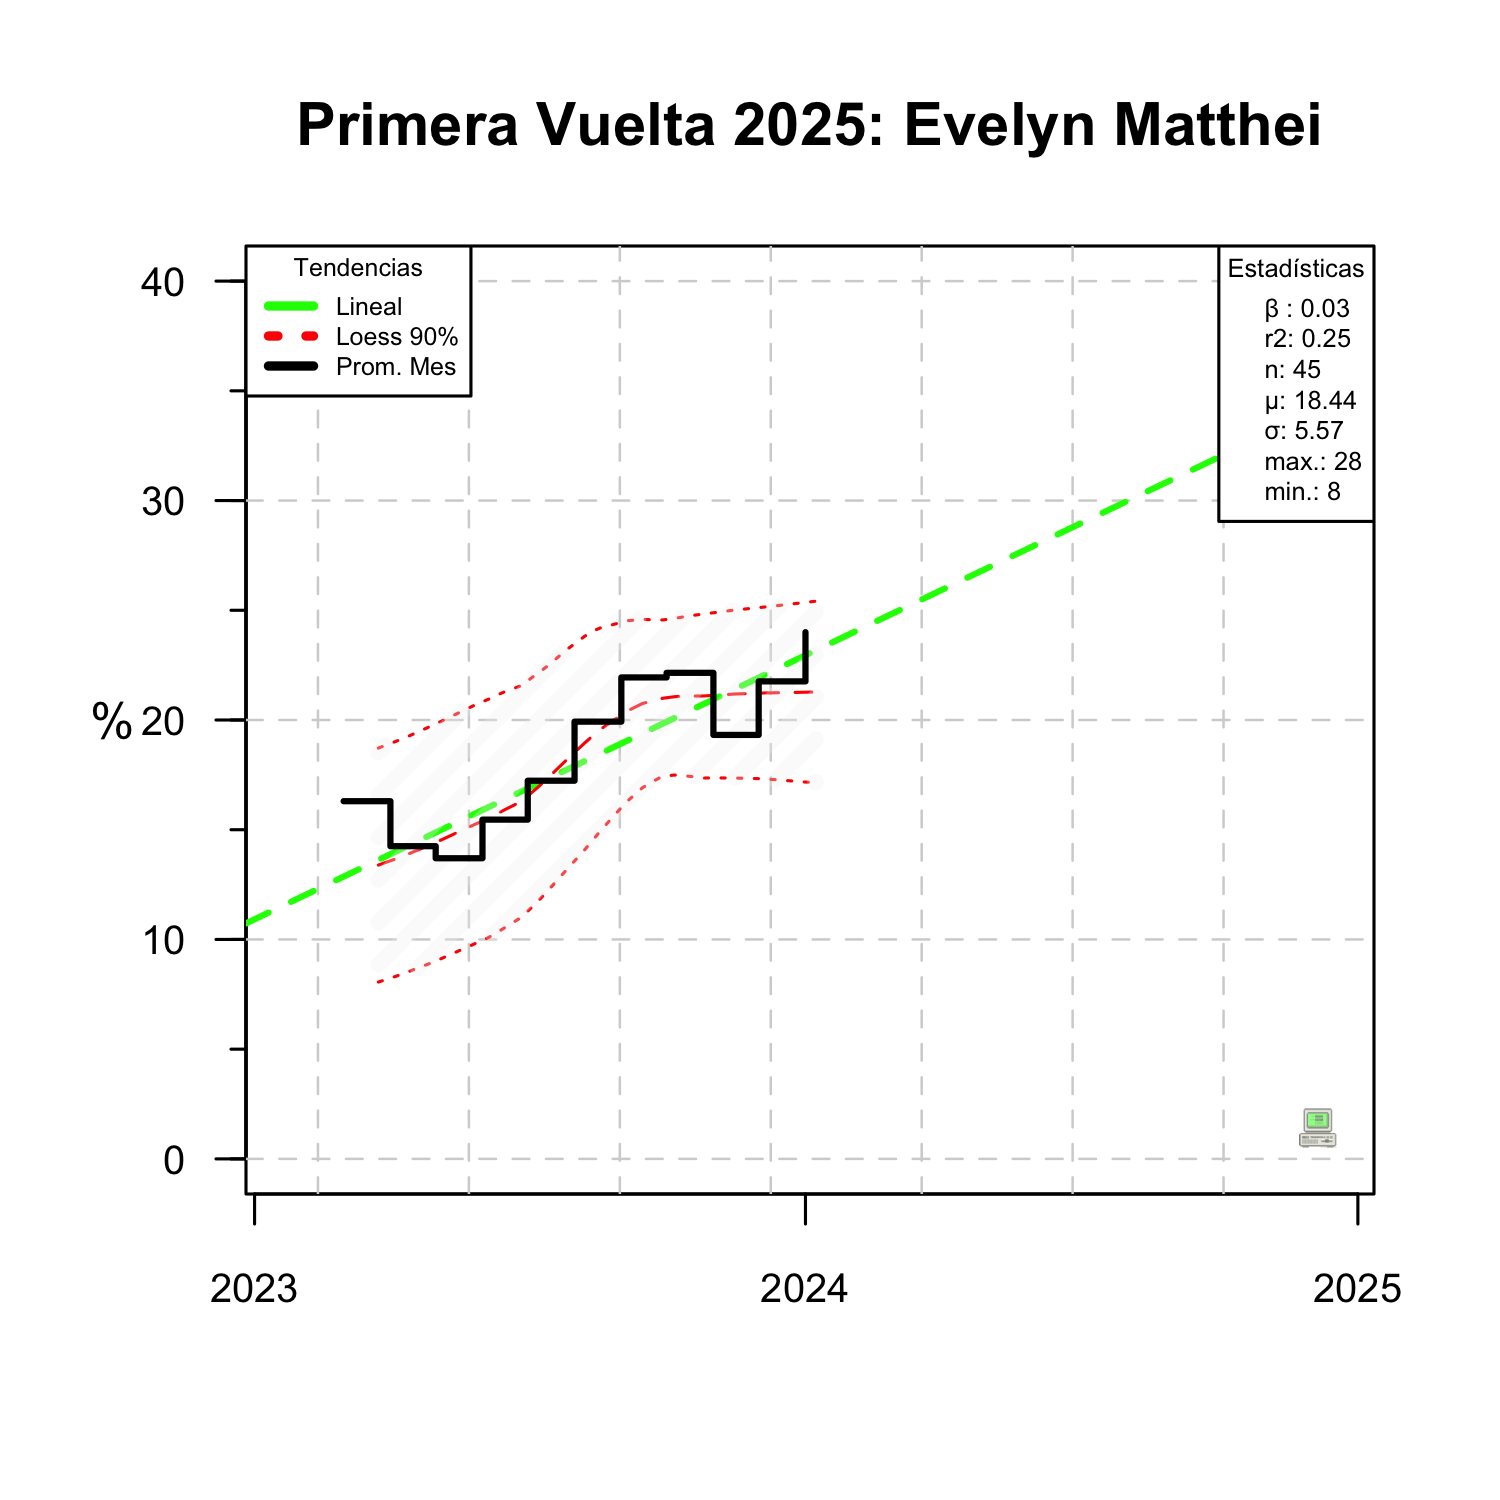 Primera Vuelta 2025: Evelyn Matthei
Tendencias
Lineal
Loess 90%
Prom. Mes
Estadísticas
β : 0.03
r2: 0.25
n: 45
μ: 18.44
σ: 5.57
max.: 28
min.: 8
40
30
% 20
10
0
2023 2024 2025